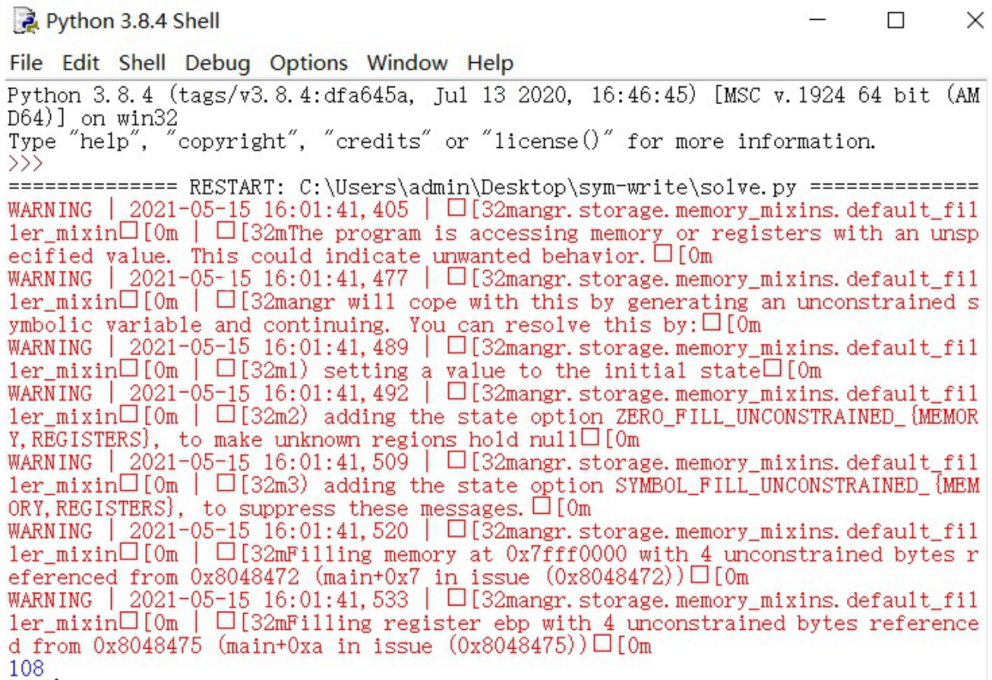 Python 3.8.4 Shell
File Edit Shell Debug Options Window Help
Python 3.8.4 (tags/v3.8.4:dfa645a, Jul 13 2020, 16:46:45) [MSC v.1924 64 bit (AM
D64)] on win32
Type "help", "copyright", "credits" or "license()" for more information.
>>>
============== RESTART: C:\Users\admin\Desktop\sym-write\solve.py ==============
WARNING | 2021-05-15 16:01:41,405 | □[32mangr.storage.memory_mixins.default_fil
ler_mixin□[0m | □[32mThe program is accessing memory or registers with an unsp
ecified value. This could indicate unwanted behavior.□[0m
WARNING | 2021-05-15 16:01:41,477 | □[32mangr.storage.memory_mixins.default_fil
ler_mixin□[0m | □[32mangr will cope with this by generating an unconstrained s
ymbolic variable and continuing. You can resolve this by:□[0m
WARNING | 2021-05-15 16:01:41,489 | □[32mangr.storage.memory_mixins.default_fil
ler_mixin□[0m | □[32m1) setting a value to the initial state□[0m
WARNING | 2021-05-15 16:01:41,492 | □[32mangr.storage.memory_mixins.default_fil
ler_mixin□[0m | □[32m2) adding the state option ZERO_FILL_UNCONSTRAINED_{MEMOR
Y,REGISTERS}, to make unknown regions hold null□[0m
WARNING | 2021-05-15 16:01:41,509 | □[32mangr.storage.memory_mixins.default_fil
ler_mixin□[0m | □[32m3) adding the state option SYMBOL_FILL_UNCONSTRAINED_{MEM
ORY,REGISTERS}, to suppress these messages.□[0m
WARNING | 2021-05-15 16:01:41,520 | □[32mangr.storage.memory_mixins.default_fil
ler_mixin□[0m | □[32mFilling memory at 0x7fff0000 with 4 unconstrained bytes r
eferenced from 0x8048472 (main+0x7 in issue (0x8048472))□[0m
WARNING | 2021-05-15 16:01:41,533 | □[32mangr.storage.memory_mixins.default_fil
ler_mixin□[0m | □[32mFilling register ebp with 4 unconstrained bytes reference
d from 0x8048475 (main+0xa in issue (0x8048475))□[0m
108